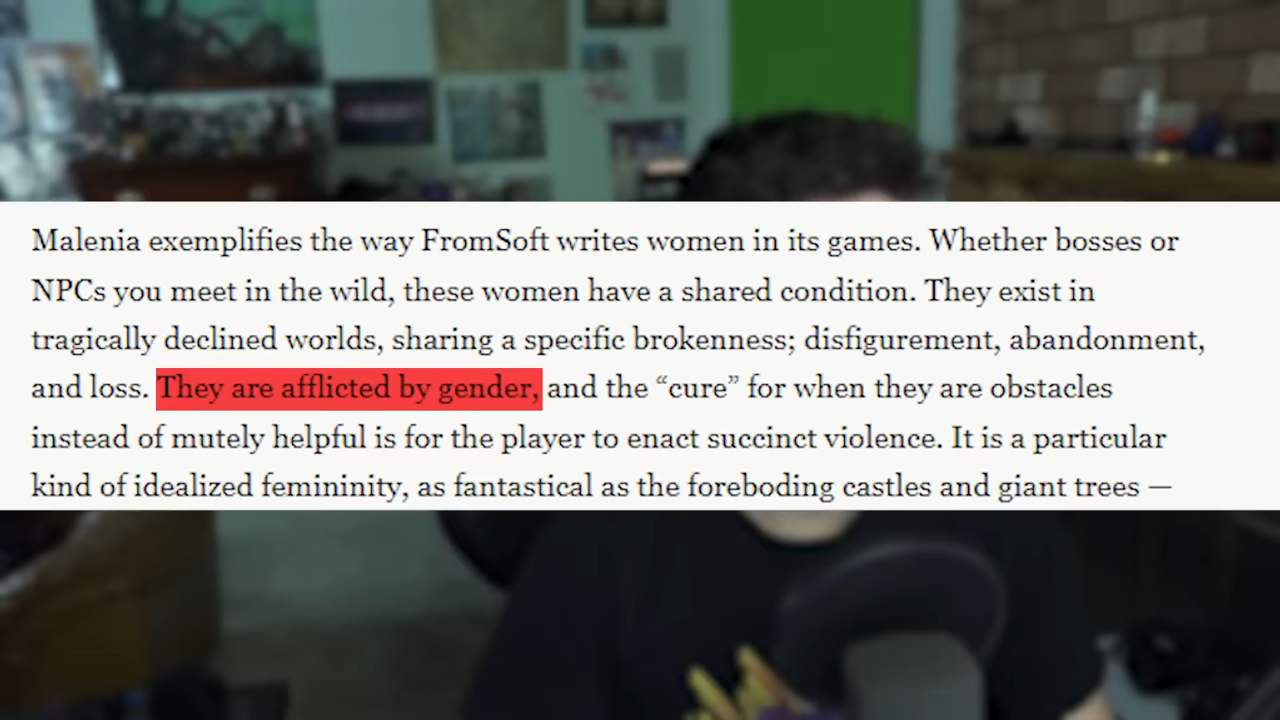 Malenia exemplifies the way FromSoft writes women in its games. Whether bosses or
NPCs you meet in the wild, these women have a shared condition. They exist in
tragically declined worlds, sharing a specific brokenness; disfigurement, abandonment,
and loss. They are afflicted by gender, and the “cure” for when they are obstacles
instead of mutely helpful is for the player to enact succinct violence. It is a particular
kind of idealized femininity, as fantastical as the foreboding castles and giant trees —